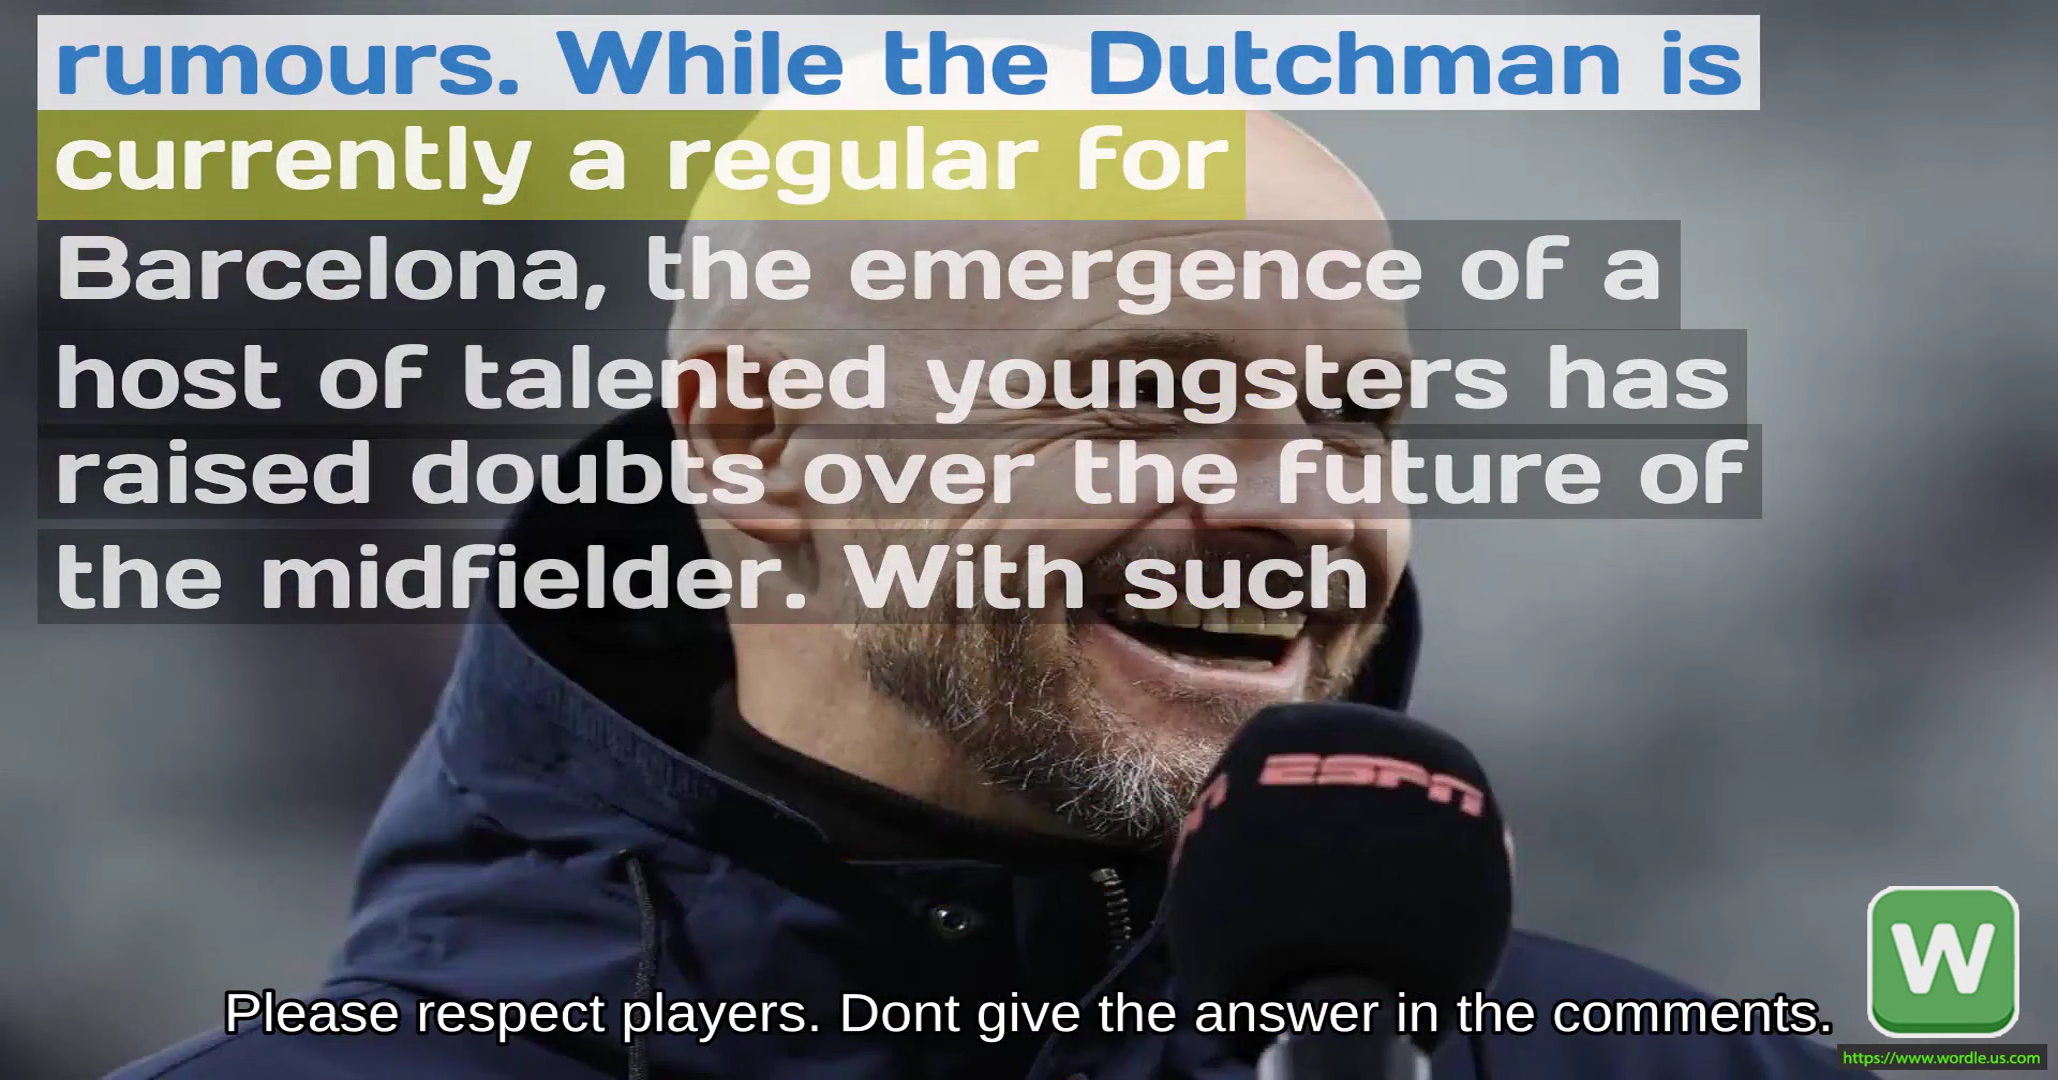 rumours. While the Dutchman is
currently a regular for
Barcelona, the emergence of a
host of talented youngsters has
raised doubts over the future of
the midfielder. With such
ESPN
W
Please respect players. Dont give the answer in the comments.
https://www.wordle.us.com